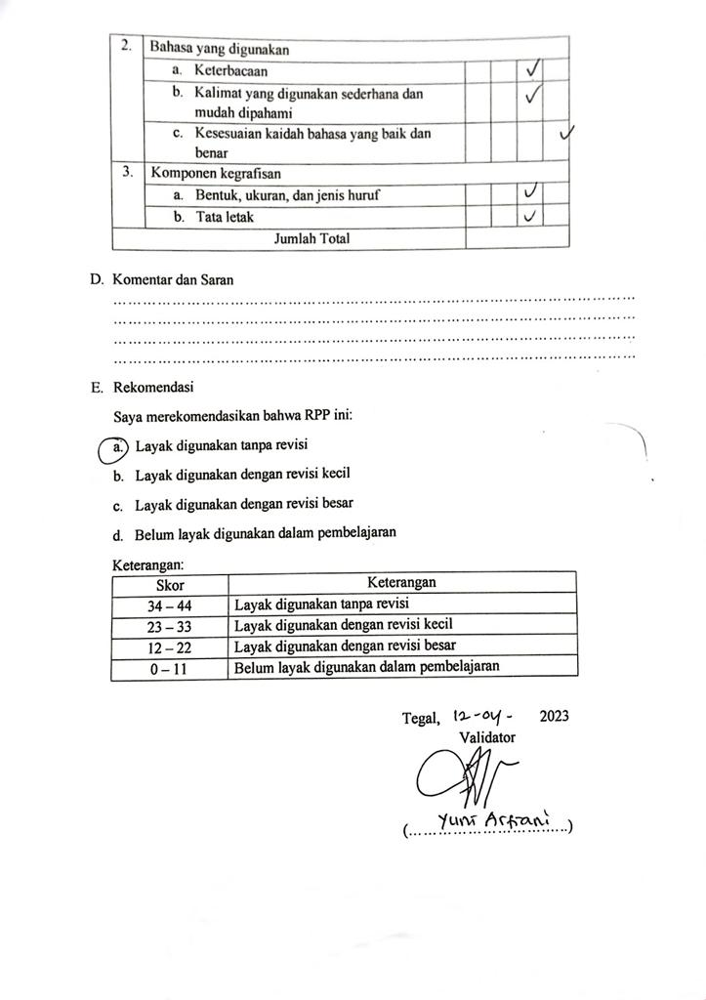 2. Bahasa yang digunakan
a. Keterbacaan ✓
b. Kalimat yang digunakan sederhana dan ✓
mudah dipahami
c. Kesesuaian kaidah bahasa yang baik dan ✓
benar
3. Komponen kegrafisan
a. Bentuk, ukuran, dan jenis huruf ✓
b. Tata letak ✓
Jumlah Total
D. Komentar dan Saran
E. Rekomendasi
Saya merekomendasikan bahwa RPP ini:
a. Layak digunakan tanpa revisi
b. Layak digunakan dengan revisi kecil
c. Layak digunakan dengan revisi besar
d. Belum layak digunakan dalam pembelajaran
Keterangan:
Skor Keterangan
34 – 44 Layak digunakan tanpa revisi
23 – 33 Layak digunakan dengan revisi kecil
12 – 22 Layak digunakan dengan revisi besar
0 – 11 Belum layak digunakan dalam pembelajaran
Tegal, 12-04- 2023
Validator
(Yuni Arfiani)